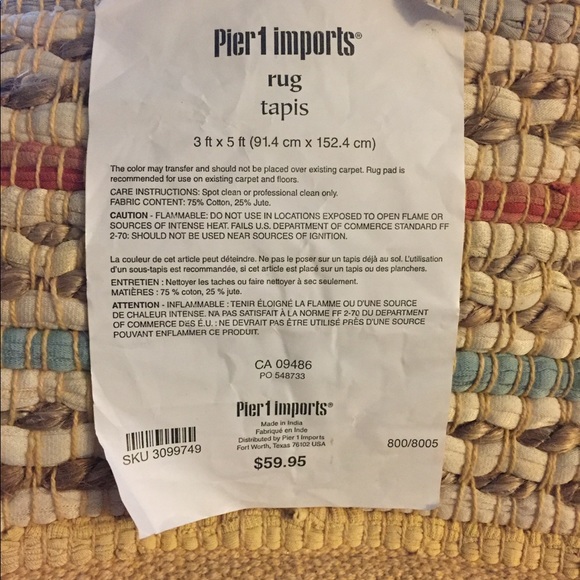 Pier 1 imports®
rug
tapis
3 ft x 5 ft (91.4 cm x 152.4 cm)
The color may transfer and should not be placed over existing carpet. Rug pad is
recommended for use on existing carpet and floors.
CARE INSTRUCTIONS: Spot clean or professional clean only.
FABRIC CONTENT: 75% Cotton, 25% Jute.
CAUTION - FLAMMABLE: DO NOT USE IN LOCATIONS EXPOSED TO OPEN FLAME OR
SOURCES OF INTENSE HEAT. FAILS U.S. DEPARTMENT OF COMMERCE STANDARD FF
2-70: SHOULD NOT BE USED NEAR SOURCES OF IGNITION.
La couleur de cet article peut déteindre. Ne pas le poser sur un tapis déjà au sol. L'utilisation
d'un sous-tapis est recommandée, si cet article est placé sur un tapis ou des planchers.
ENTRETIEN : Nettoyer les taches ou faire nettoyer à sec seulement.
MATIÈRES : 75 % coton, 25 % jute.
ATTENTION - INFLAMMABLE : TENIR ÉLOIGNÉ LA FLAMME OU D'UNE SOURCE
DE CHALEUR INTENSE. N'A PAS SATISFAIT À LA NORME FF 2-70 DU DEPARTMENT
OF COMMERCE DES É.U. : NE DEVRAIT PAS ÊTRE UTILISÉ PRÈS D'UNE SOURCE
POUVANT ENFLAMMER CE PRODUIT.
CA 09486
PO 548733
Pier 1 imports®
Made in India
Fabriqué en Inde
Distributed by Pier 1 Imports
Fort Worth, Texas 76102 USA
$59.95
SKU 3099749
800/8005